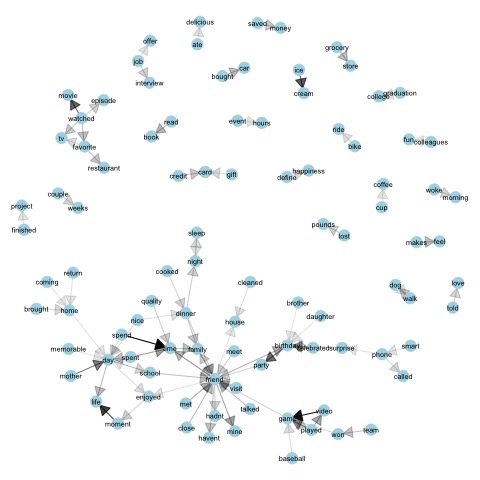 delicious
saved money
offer
ate
grocery
job
car
store
ice
bought
interview
cream
movie
episode
college graduation
watched
read
event hours
ride
tv
book
fun colleagues
favorite
bike
restaurant
credit card gift
happiness
define
coffee
woke
morning
couple
weeks
project
cup
finished
pounds
lost
sleep
makes feel
night
cooked
return
coming
cleaned
dog
love
walk
told
quality
brother
brought
home
dinner
daughter
nice
house
spend
smart
memorable
time
family
meet
birthday
celebrated
surprise
phone
day
spent
party
mother
school
friend
called
visit
life
enjoyed
met
talked
hadnt
game
video
moment
close
mine
played
won
team
havent
baseball